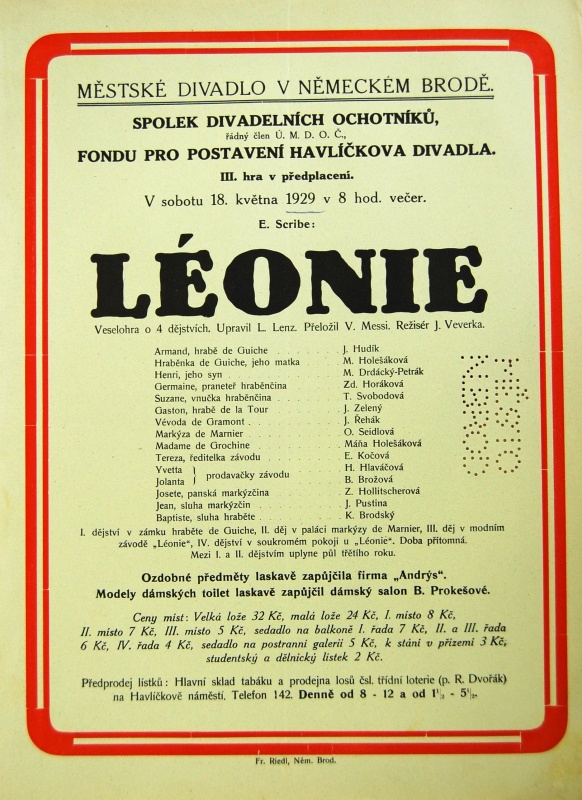 MĚSTSKÉ DIVADLO V NĚMECKÉM BRODĚ.
SPOLEK DIVADELNÍCH OCHOTNÍKŮ,
řádný člen Ú. M. D. O. Č.,
FONDU PRO POSTAVENÍ HAVLÍČKOVA DIVADLA.
III. hra v předplacení.
V sobotu 18. května 1929 v 8 hod. večer.
E. Scribe:
LÉONIE
Veselohra o 4 dějstvích. Upravil L. Lenz. Přeložil V. Messi. Režisér J. Veverka.
Armand, hrabě de Guiche . . . . . . . J. Hudík
Hraběnka de Guiche, jeho matka . . . . M. Holešáková
Henri, jeho syn . . . . . . . . . . M. Drdácký-Petrák
Germaine, praneteř hraběnčina . . . . . Zd. Horáková
Suzane, vnučka hraběnčina . . . . . . T. Svobodová
Gaston, hrabě de la Tour . . . . . . . J. Zelený
Vévoda de Gramont . . . . . . . . . J. Řehák
Markýza de Marnier . . . . . . . . . O. Seidlova
Madame de Grochine . . . . . . . . Máňa Holešáková
Tereza, ředitelka závodu . . . . . . . E. Kočová
Yvetta } prodavačky závodu . . . . . H. Hlaváčová
Jolanta B. Brožová
Josete, panská markýzčina . . . . . . Z. Hollitscherová
Jean, sluha markýzčin . . . . . . . . J. Pustina
Baptiste, sluha hraběte . . . . . . . . K. Brodský
I. dějství v zámku hraběte de Guiche, II. děj v paláci markýzy de Marnier, III. děj v modním
závodě „Léonie“, IV. dějství v soukromém pokoji u „Léonie“. Doba přítomná.
Mezi I. a II. dějstvím uplyne půl třetího roku.
Ozdobné předměty laskavě zapůjčila firma „Andrýs“.
Modely dámských toilet laskavě zapůjčil dámský salon B. Prokešové.
Ceny míst: Velká lože 32 Kč, malá lože 24 Kč, I. místo 8 Kč,
II. místo 7 Kč, III. místo 5 Kč, sedadlo na balkoně I. řada 7 Kč, II. a III. řada
6 Kč, IV. řada 4 Kč, sedadlo na postranní galerii 5 Kč, k stání v přízemí 3 Kč,
studentský a dělnický lístek 2 Kč.
Předprodej lístků: Hlavní sklad tabáku a prodejna losů čsl. třídní loterie (p. R. Dvořák)
na Havlíčkově náměstí. Telefon 142. Denně od 8 - 12 a od 1½ - 5½.
Fr. Riedl, Něm. Brod.